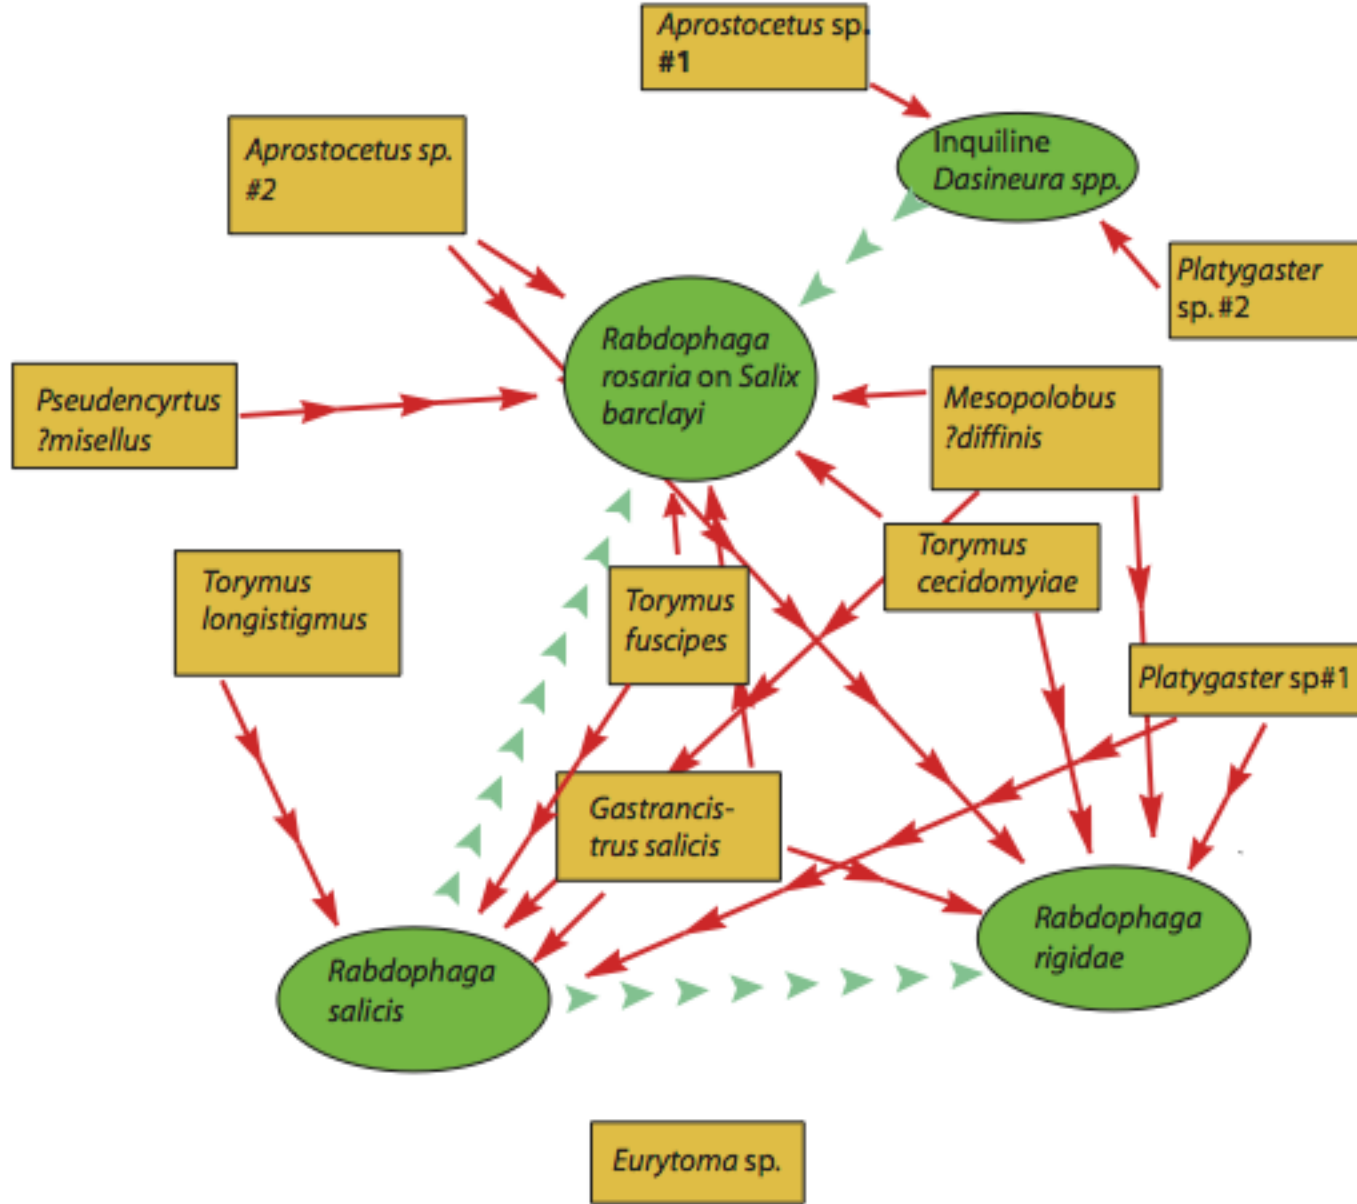 Aprostocetus sp.
#1
Aprostocetus sp.
#2
Inquiline
Dasineura spp.
Platygaster
sp. #2
Rabdophaga
rosaria on Salix
barclayi
Pseudencyrtus
?misellus
Mesopolobus
?diffinis
Torymus
cecidomyiae
Torymus
longistigmus
Torymus
fuscipes
Platygaster sp#1
Gastrancis-
trus salicis
Rabdophaga
salicis
Rabdophaga
rigidae
Eurytoma sp.